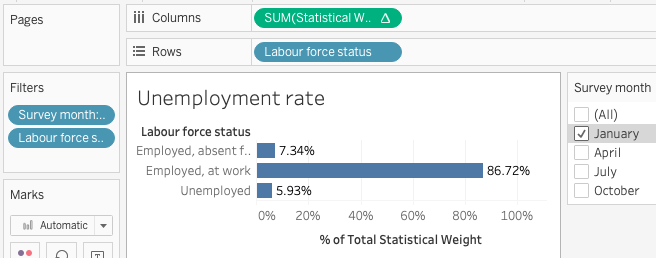 Pages
Columns
SUM(Statistical W.. Δ
Rows
Labour force status
Filters
Survey month:..
Labour force s..
Marks
Automatic
T
Unemployment rate
Labour force status
Employed, absent f.. 7.34%
Employed, at work 86.72%
Unemployed 5.93%
0% 20% 40% 60% 80% 100%
% of Total Statistical Weight
Survey month
(All)
January
April
July
October